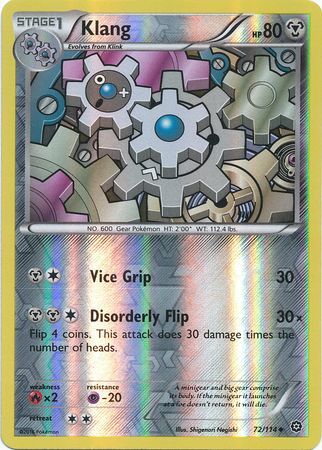 STAGE1
Klang
HP80
Evolves from Klink
NO. 600 Gear Pokémon HT: 2'00" WT: 112.4 lbs.
Vice Grip 30
Disorderly Flip 30×
Flip 4 coins. This attack does 30 damage times the
number of heads.
weakness
×2
resistance
-20
retreat
A minigear and big gear comprise
its body. If the minigear it launches
at a foe doesn't return, it will die.
©2016 Pokémon
Illus. Shigenori Negishi
72/114